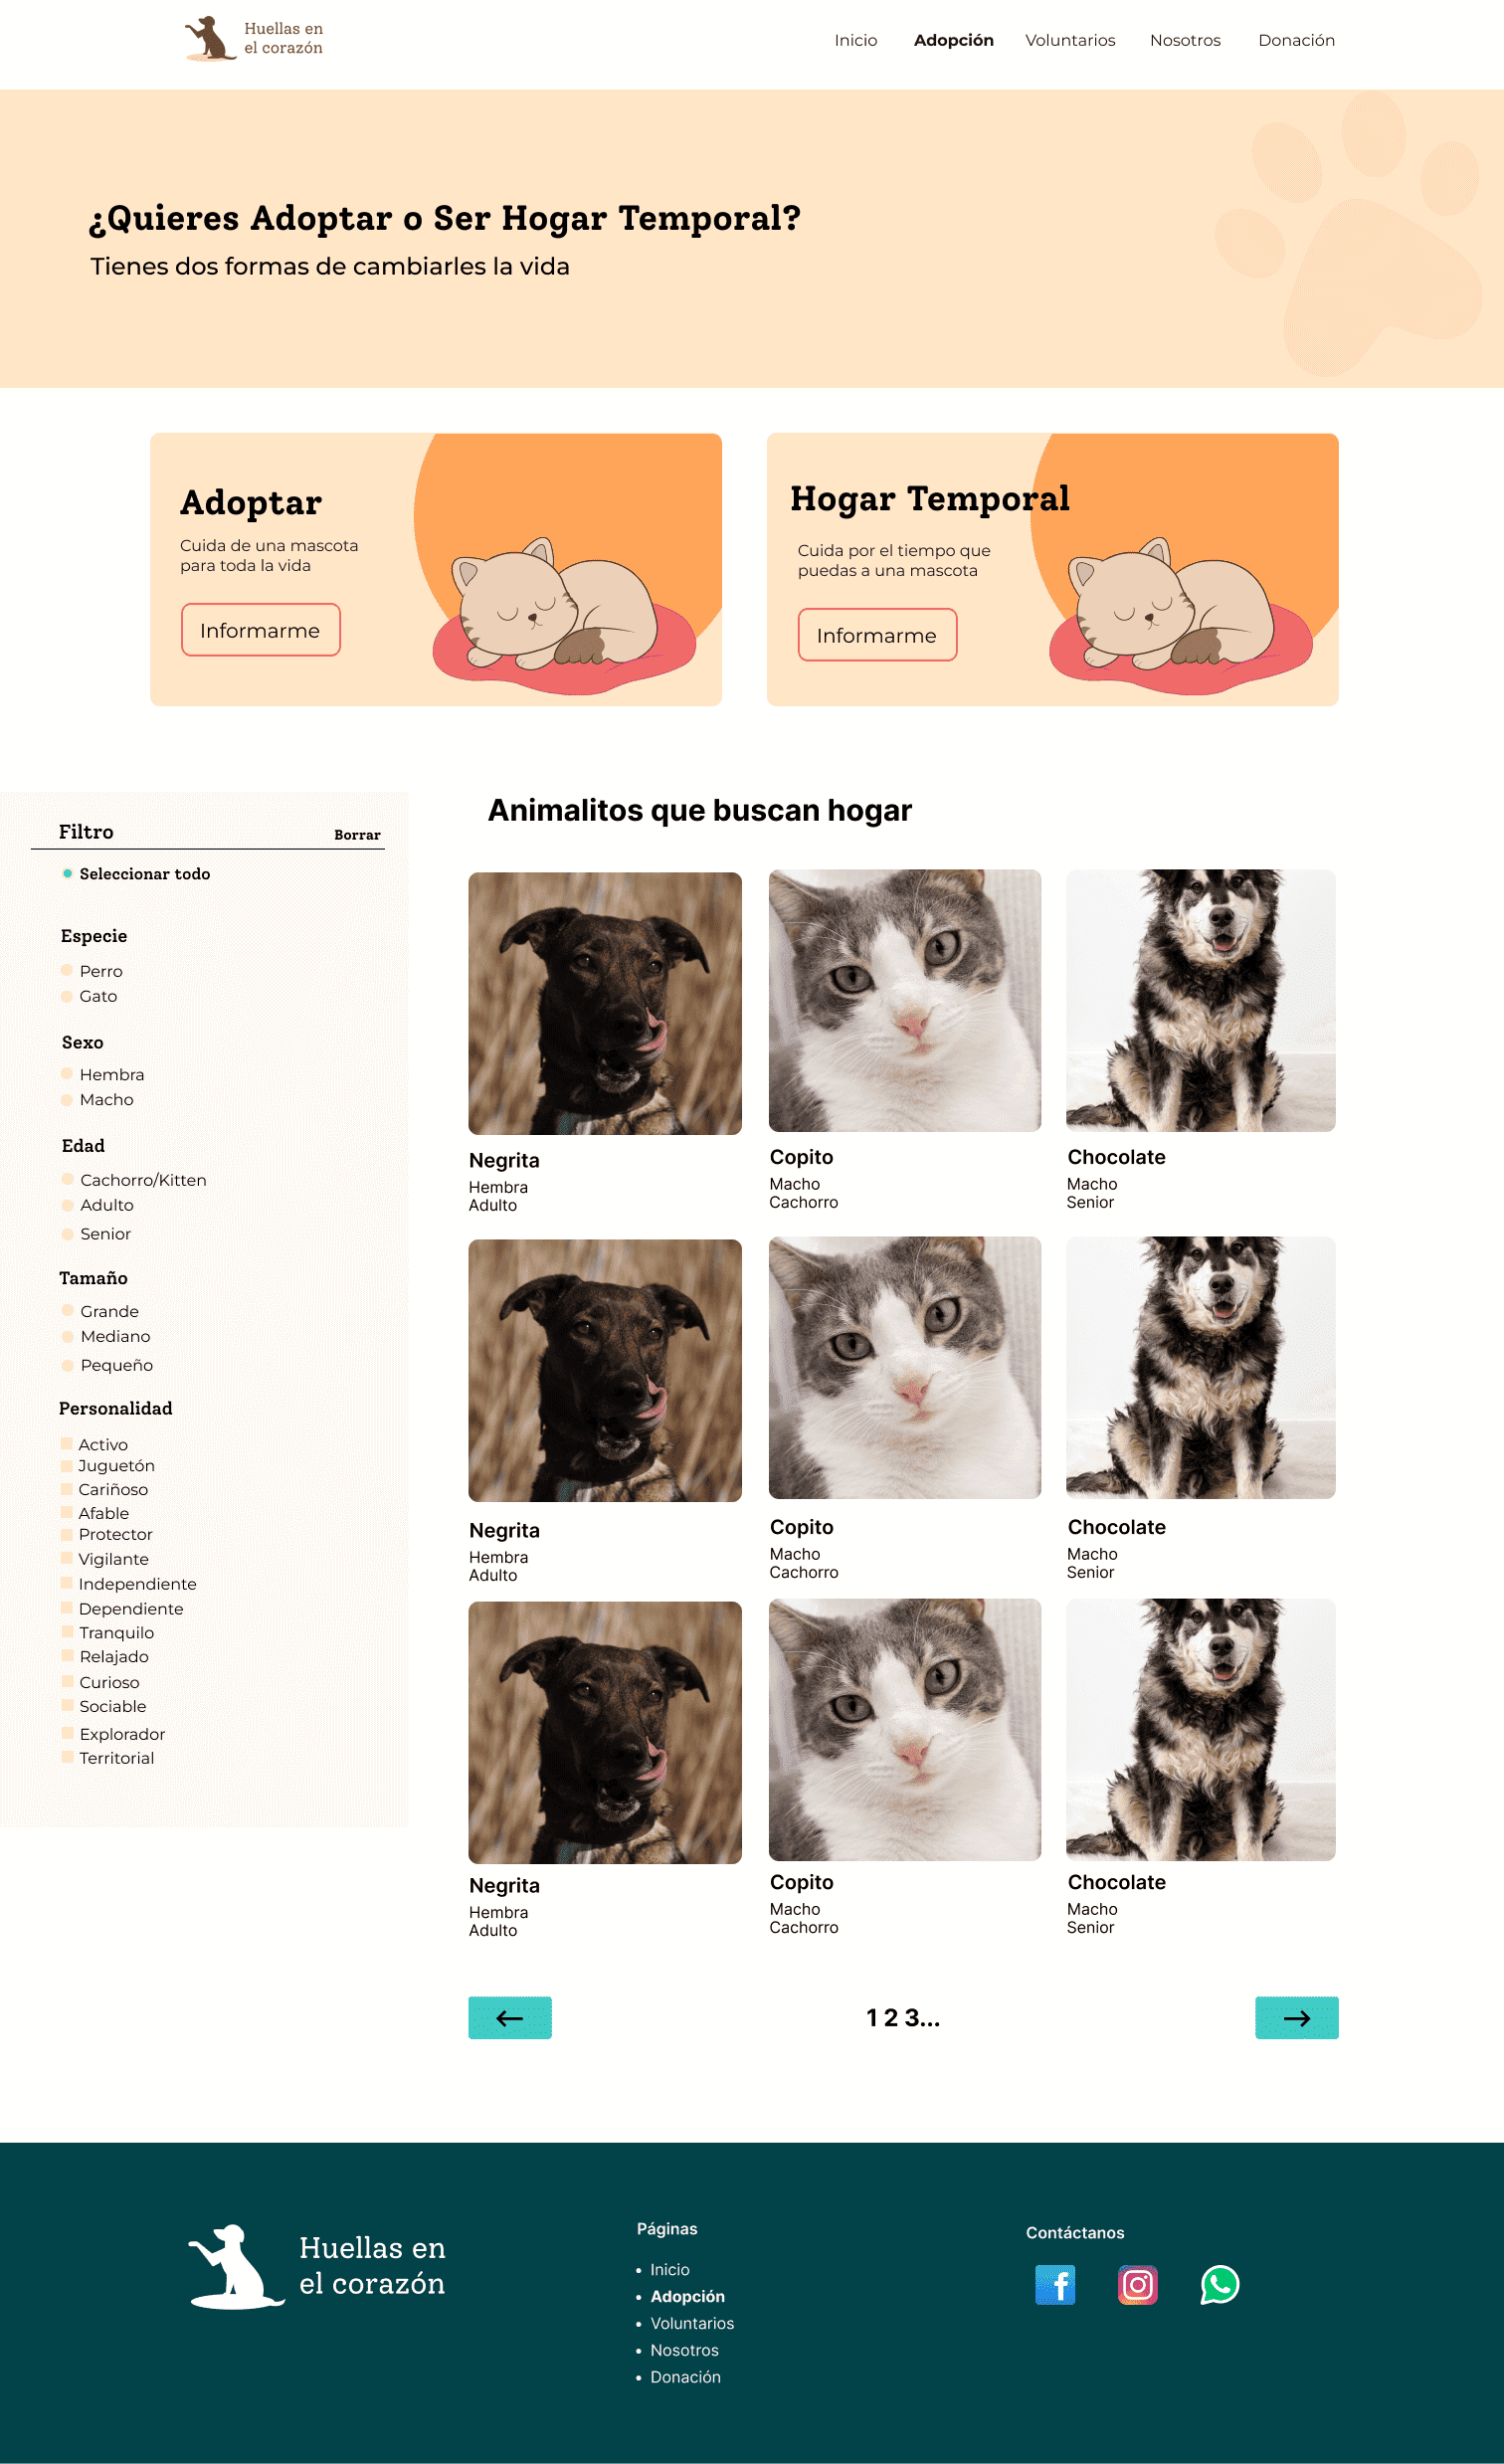 Huellas en
el corazón
Inicio
Adopción
Voluntarios
Nosotros
Donación
¿Quieres Adoptar o Ser Hogar Temporal?
Tienes dos formas de cambiarles la vida
Adoptar
Cuida de una mascota
para toda la vida
Informarme
Hogar Temporal
Cuida por el tiempo que
puedas a una mascota
Informarme
Filtro
Borrar
Seleccionar todo
Especie
Perro
Gato
Sexo
Hembra
Macho
Edad
Cachorro/Kitten
Adulto
Senior
Tamaño
Grande
Mediano
Pequeño
Personalidad
Activo
Juguetón
Cariñoso
Afable
Protector
Vigilante
Independiente
Dependiente
Tranquilo
Relajado
Curioso
Sociable
Explorador
Territorial
Animalitos que buscan hogar
Negrita
Hembra
Adulto
Copito
Macho
Cachorro
Chocolate
Macho
Senior
Negrita
Hembra
Adulto
Copito
Macho
Cachorro
Chocolate
Macho
Senior
Negrita
Hembra
Adulto
Copito
Macho
Cachorro
Chocolate
Macho
Senior
1 2 3...
Huellas en
el corazón
Páginas
• Inicio
• Adopción
• Voluntarios
• Nosotros
• Donación
Contáctanos